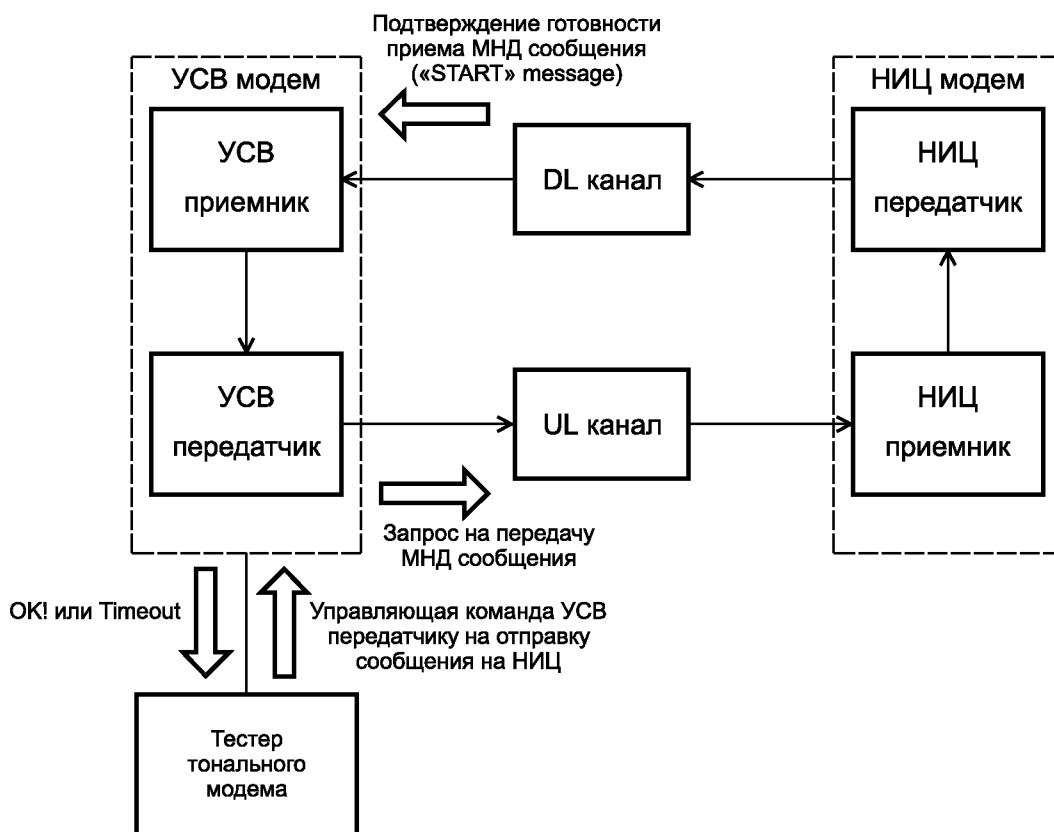 Подтверждение готовности
приема МНД сообщения
(«START» message)
УСВ модем
НИЦ модем
УСВ
приемник
DL канал
НИЦ
передатчик
УСВ
передатчик
UL канал
НИЦ
приемник
Запрос на передачу
МНД сообщения
OK! или Timeout
Управляющая команда УСВ
передатчику на отправку
сообщения на НИЦ
Тестер
тонального
модема